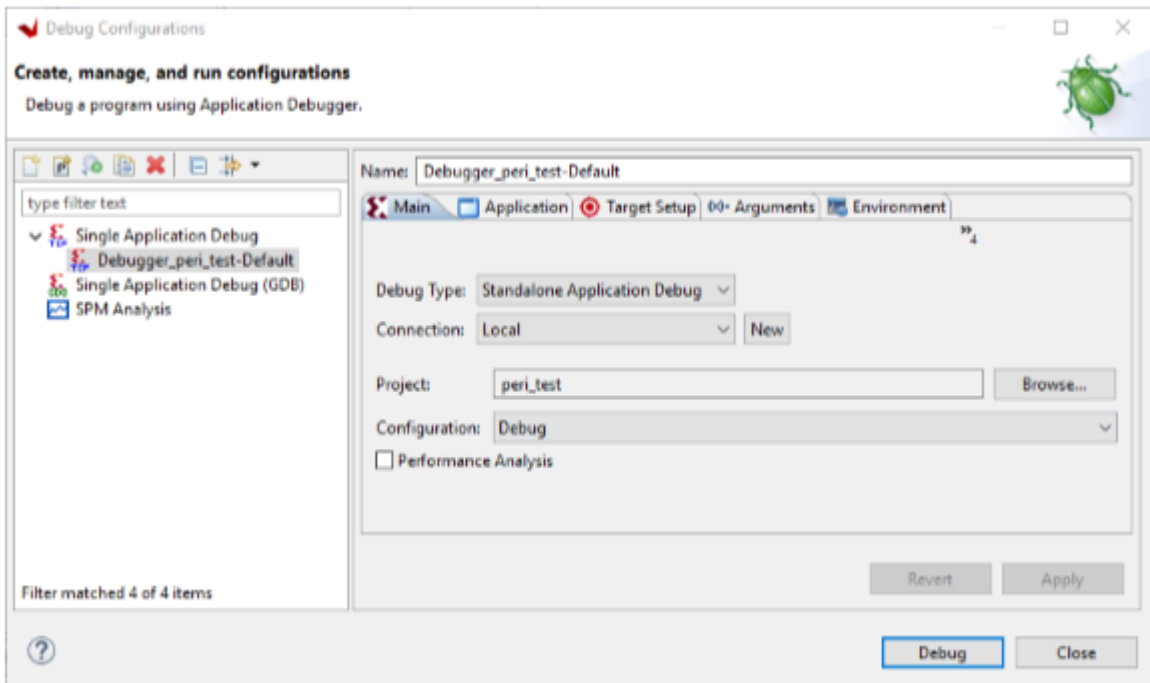 Debug Configurations
Create, manage, and run configurations
Debug a program using Application Debugger.
type filter text
Single Application Debug
Debugger_peri_test-Default
Single Application Debug (GDB)
SPM Analysis
Filter matched 4 of 4 items
Name: Debugger_peri_test-Default
Main Application Target Setup Arguments Environment
»4
Debug Type: Standalone Application Debug
Connection: Local New
Project: peri_test Browse...
Configuration: Debug
Performance Analysis
Revert Apply
Debug Close